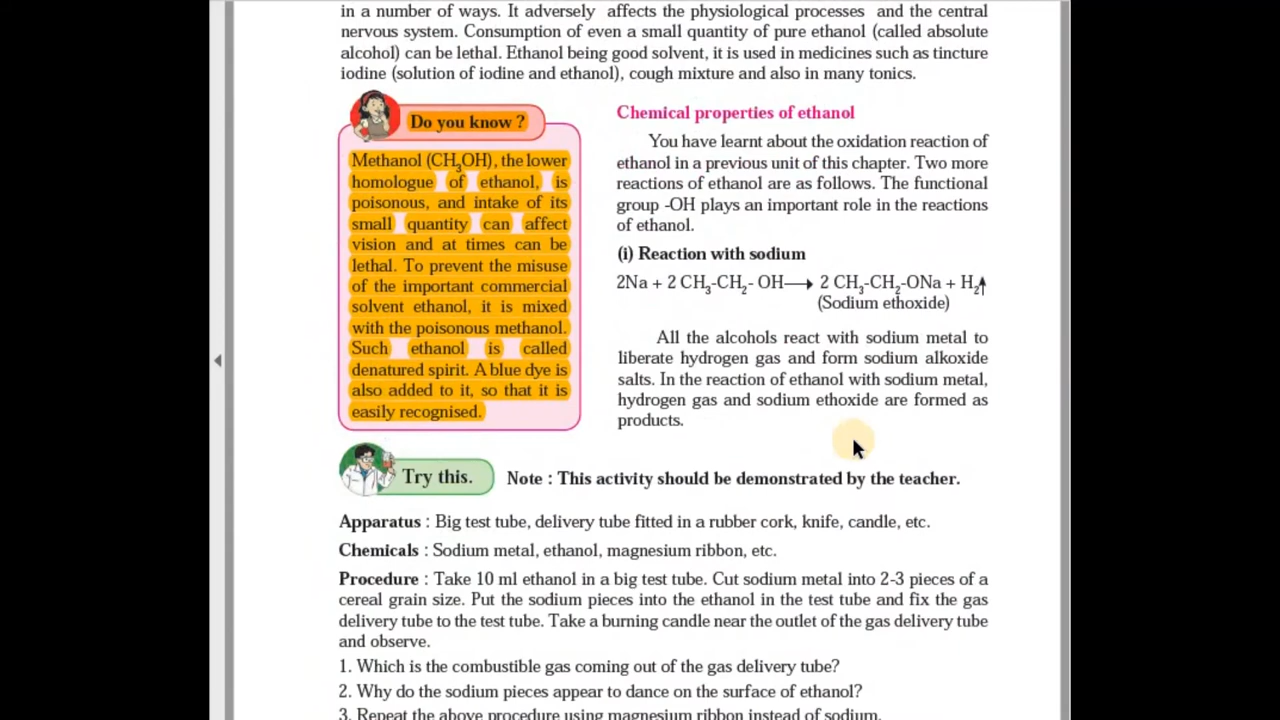 in a number of ways. It adversely affects the physiological processes and the central
nervous system. Consumption of even a small quantity of pure ethanol (called absolute
alcohol) can be lethal. Ethanol being good solvent, it is used in medicines such as tincture
iodine (solution of iodine and ethanol), cough mixture and also in many tonics.
Do you know ?
Methanol (CH₃OH), the lower
homologue of ethanol, is
poisonous, and intake of its
small quantity can affect
vision and at times can be
lethal. To prevent the misuse
of the important commercial
solvent ethanol, it is mixed
with the poisonous methanol.
Such ethanol is called
denatured spirit. A blue dye is
also added to it, so that it is
easily recognised.
Chemical properties of ethanol
You have learnt about the oxidation reaction of
ethanol in a previous unit of this chapter. Two more
reactions of ethanol are as follows. The functional
group -OH plays an important role in the reactions
of ethanol.
(i) Reaction with sodium
2Na + 2 CH₃-CH₂- OH⟶ 2 CH₃-CH₂-ONa + H₂↑
(Sodium ethoxide)
All the alcohols react with sodium metal to
liberate hydrogen gas and form sodium alkoxide
salts. In the reaction of ethanol with sodium metal,
hydrogen gas and sodium ethoxide are formed as
products.
Try this.
Note : This activity should be demonstrated by the teacher.
Apparatus : Big test tube, delivery tube fitted in a rubber cork, knife, candle, etc.
Chemicals : Sodium metal, ethanol, magnesium ribbon, etc.
Procedure : Take 10 ml ethanol in a big test tube. Cut sodium metal into 2-3 pieces of a
cereal grain size. Put the sodium pieces into the ethanol in the test tube and fix the gas
delivery tube to the test tube. Take a burning candle near the outlet of the gas delivery tube
and observe.
1. Which is the combustible gas coming out of the gas delivery tube?
2. Why do the sodium pieces appear to dance on the surface of ethanol?
3. Repeat the above procedure using magnesium ribbon instead of sodium.